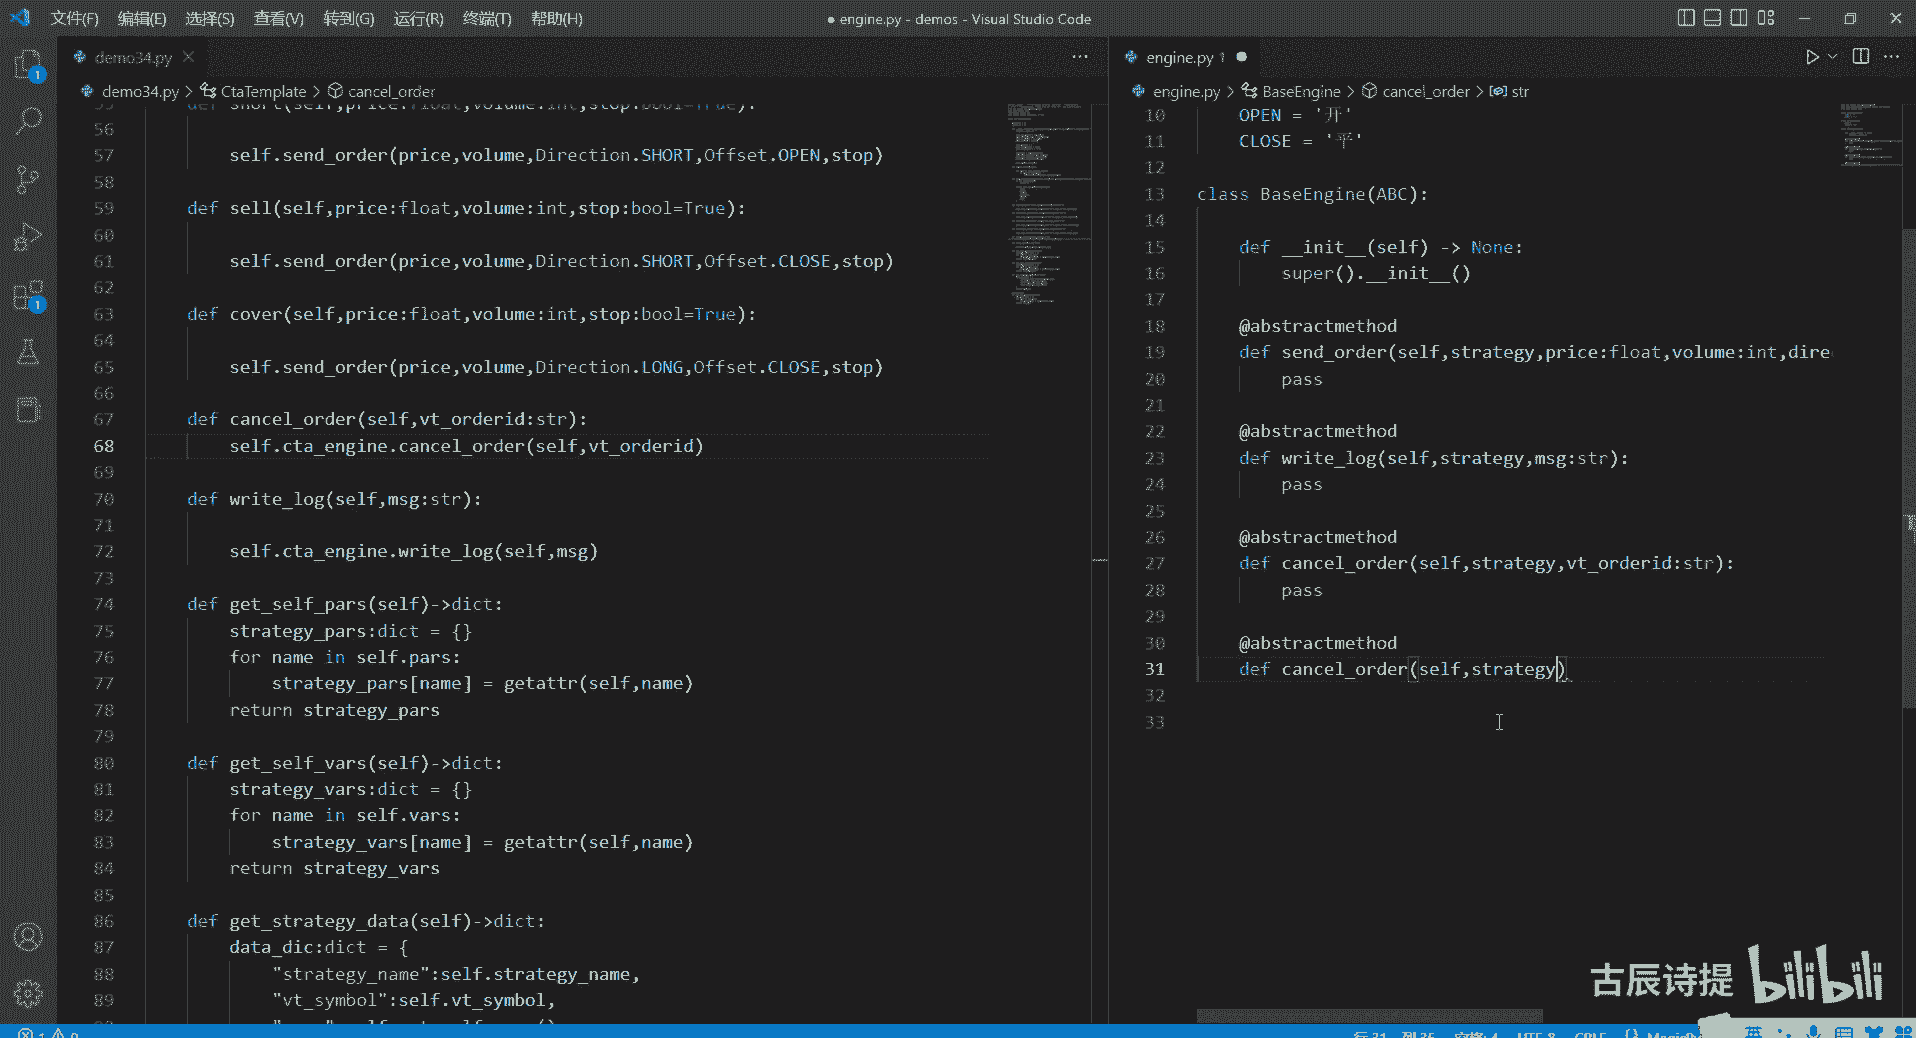 文件(F) 编辑(E) 选择(S) 查看(V) 转到(G) 运行(R) 终端(T) 帮助(H)
● engine.py - demos - Visual Studio Code
demo34.py
demo34.py > CtaTemplate > cancel_order
55 def short(self,price:float,volume:int,stop:bool=True):
56
57 self.send_order(price,volume,Direction.SHORT,Offset.OPEN,stop)
58
59 def sell(self,price:float,volume:int,stop:bool=True):
60
61 self.send_order(price,volume,Direction.SHORT,Offset.CLOSE,stop)
62
63 def cover(self,price:float,volume:int,stop:bool=True):
64
65 self.send_order(price,volume,Direction.LONG,Offset.CLOSE,stop)
66
67 def cancel_order(self,vt_orderid:str):
68 self.cta_engine.cancel_order(self,vt_orderid)
69
70 def write_log(self,msg:str):
71
72 self.cta_engine.write_log(self,msg)
73
74 def get_self_pars(self)->dict:
75 strategy_pars:dict = {}
76 for name in self.pars:
77 strategy_pars[name] = getattr(self,name)
78 return strategy_pars
79
80 def get_self_vars(self)->dict:
81 strategy_vars:dict = {}
82 for name in self.vars:
83 strategy_vars[name] = getattr(self,name)
84 return strategy_vars
85
86 def get_strategy_data(self)->dict:
87 data_dic:dict = {
88 "strategy_name":self.strategy_name,
89 "vt_symbol":self.vt_symbol,
engine.py 1 ●
engine.py > BaseEngine > cancel_order > str
10 OPEN = '开'
11 CLOSE = '平'
12
13 class BaseEngine(ABC):
14
15 def __init__(self) -> None:
16 super().__init__()
17
18 @abstractmethod
19 def send_order(self,strategy,price:float,volume:int,dire
20 pass
21
22 @abstractmethod
23 def write_log(self,strategy,msg:str):
24 pass
25
26 @abstractmethod
27 def cancel_order(self,strategy,vt_orderid:str):
28 pass
29
30 @abstractmethod
31 def cancel_order(self,strategy)
32
33
古辰诗提 bilibili
行 31 列 35 空格: 4 UTF-8 CRLF
英